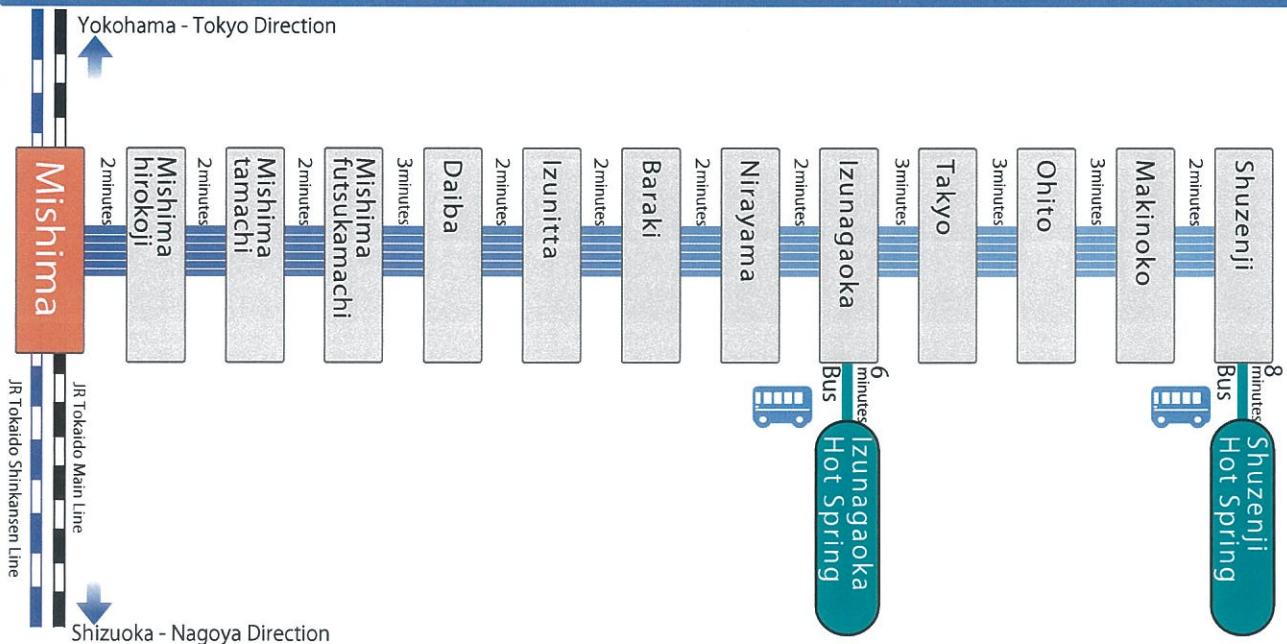 Yokohama - Tokyo Direction
Mishima
2minutes
Mishima
hirokoji
2minutes
Mishima
tamachi
2minutes
Mishima
futsukamachi
3minutes
Daiba
2minutes
Izunitta
2minutes
Baraki
2minutes
Nirayama
2minutes
Izunagaoka
3minutes
Takyo
3minutes
Ohito
3minutes
Makinoko
2minutes
Shuzenji
6
minutes
Bus
Izunagaoka
Hot Spring
8
minutes
Bus
Shuzenji
Hot Spring
JR Tokaido Main Line
JR Tokaido Shinkansen Line
Shizuoka - Nagoya Direction